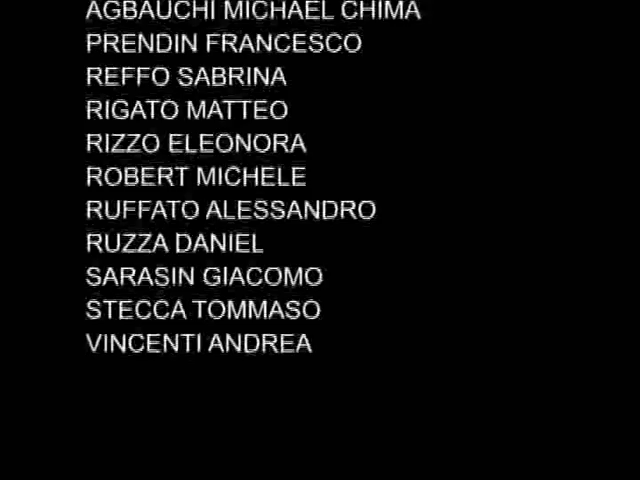 AGBAUCHI MICHAEL CHIMA
PRENDIN FRANCESCO
REFFO SABRINA
RIGATO MATTEO
RIZZO ELEONORA
ROBERT MICHELE
RUFFATO ALESSANDRO
RUZZA DANIEL
SARASIN GIACOMO
STECCA TOMMASO
VINCENTI ANDREA